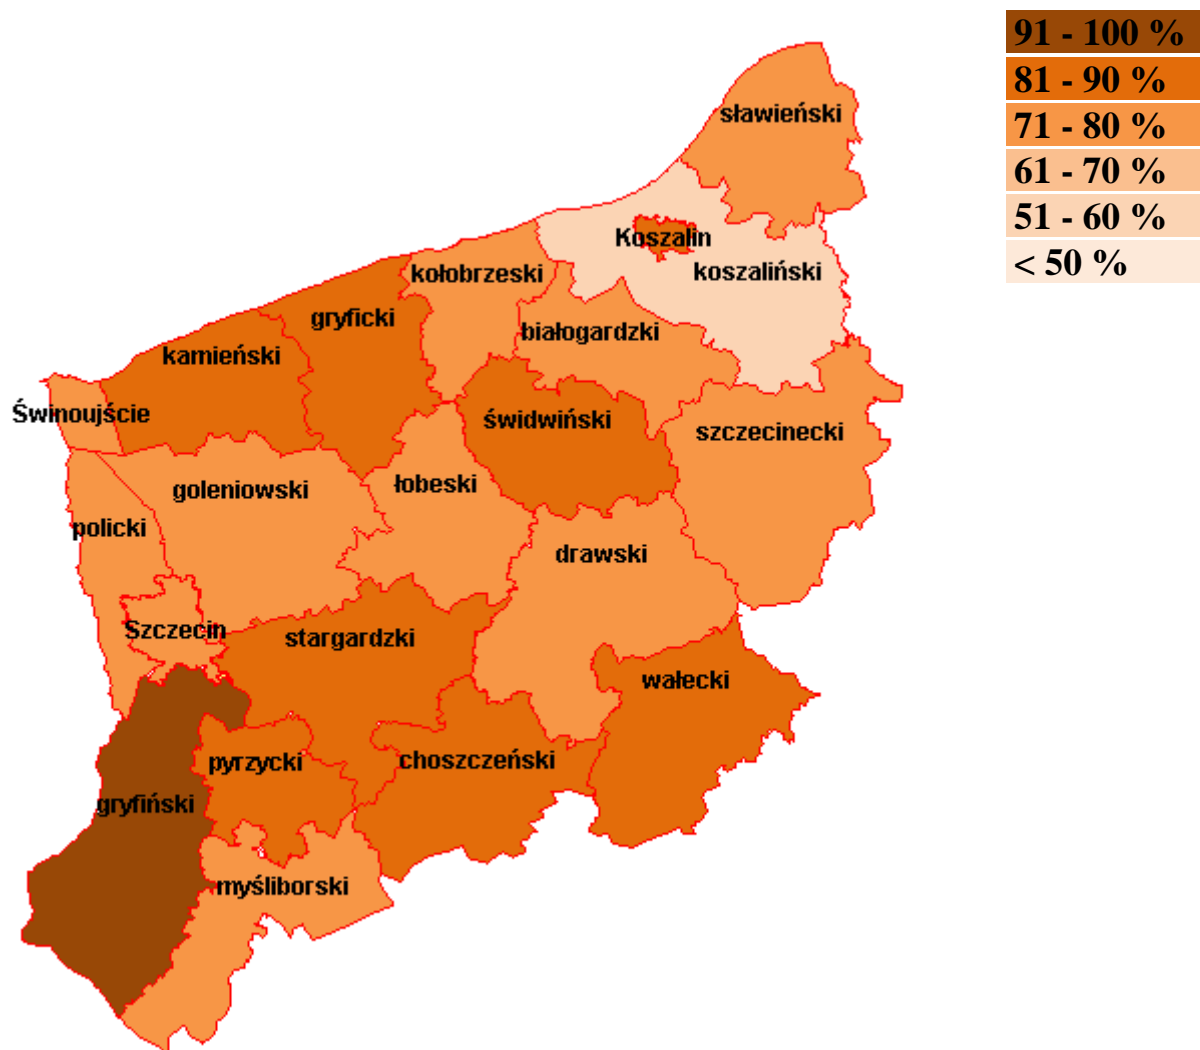 91 - 100 %
81 - 90 %
71 - 80 %
61 - 70 %
51 - 60 %
< 50 %
sławieński
Koszalin
koszaliński
kołobrzeski
gryficki
białogardzki
kamieński
Świnoujście
świdwiński
szczecinecki
goleniowski
łobeski
policki
drawski
Szczecin
stargardzki
wałecki
pyrzycki
choszczeński
gryfiński
myśliborski